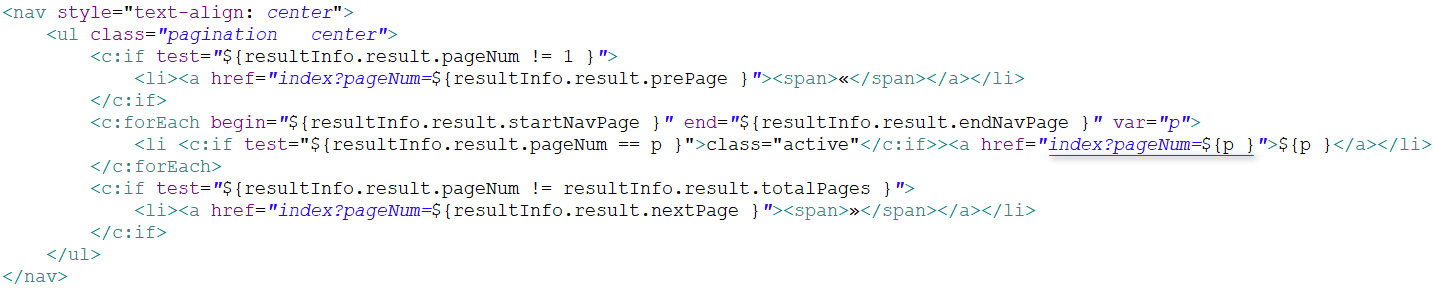 <nav style="text-align: center">
    <ul class="pagination   center">
        <c:if test="${resultInfo.result.pageNum != 1 }">
            <li><a href="index?pageNum=${resultInfo.result.prePage }"><span>«</span></a></li>
        </c:if>
        <c:forEach begin="${resultInfo.result.startNavPage }" end="${resultInfo.result.endNavPage }" var="p">
            <li <c:if test="${resultInfo.result.pageNum == p }">class="active"</c:if>><a href="index?pageNum=${p }">${p }</a></li>
        </c:forEach>
        <c:if test="${resultInfo.result.pageNum != resultInfo.result.totalPages }">
            <li><a href="index?pageNum=${resultInfo.result.nextPage }"><span>»</span></a></li>
        </c:if>
    </ul>
</nav>